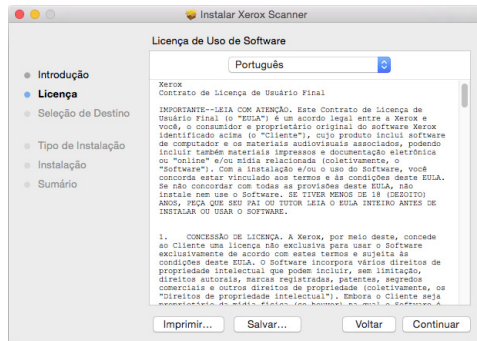 Instalar Xerox Scanner
Licença de Uso de Software
Português
Introdução
Licença
Seleção de Destino
Tipo de Instalação
Instalação
Sumário
Xerox
Contrato de Licença de Usuário Final
IMPORTANTE--LEIA COM ATENÇÃO. Este Contrato de Licença de
Usuário Final (o "EULA") é um acordo legal entre a Xerox e
você, o consumidor e proprietário original do software Xerox
identificado acima (o "Cliente"), cujo produto inclui software
de computador e os materiais audiovisuais associados, podendo
incluir também materiais impressos e documentação eletrônica
ou "online" e/ou mídia relacionada (coletivamente, o
"Software"). Com a instalação e/ou o uso do Software, você
concorda estar vinculado aos termos e às condições deste EULA.
Se não concordar com todas as provisões deste EULA, não
instale nem use o Software. SE TIVER MENOS DE 18 (DEZOITO)
ANOS, PEÇA QUE SEU PAI OU TUTOR LEIA O EULA INTEIRO ANTES DE
INSTALAR OU USAR O SOFTWARE.
1. CONCESSÃO DE LICENÇA. A Xerox, por meio deste, concede
ao Cliente uma licença não exclusiva para usar o Software
exclusivamente de acordo com estes termos e sujeita às
condições deste EULA. O Software incorpora vários direitos de
propriedade intelectual que podem incluir, sem limitação,
direitos autorais, marcas registradas, patentes, segredos
comerciais e outros direitos de propriedade (coletivamente, os
"Direitos de propriedade intelectual"). Embora o Cliente seja
proprietário da mídia física (se houver) na qual o Software é
Imprimir...
Salvar...
Voltar
Continuar